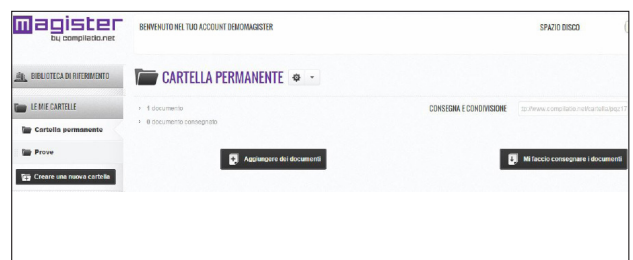 magister
by compilatio.net
BENVENUTO NEL TUO ACCOUNT DEMOMAGISTER
SPAZIO DISCO
BIBLIOTECA DI RIFERIMENTO
CARTELLA PERMANENTE
LE MIE CARTELLE
1 documento
CONSEGNA E CONDIVISIONE
0 documento consegnato
Cartella permanente
Prove
Aggiungere dei documenti
Mi faccio consegnare i documenti
Creare una nuova cartella